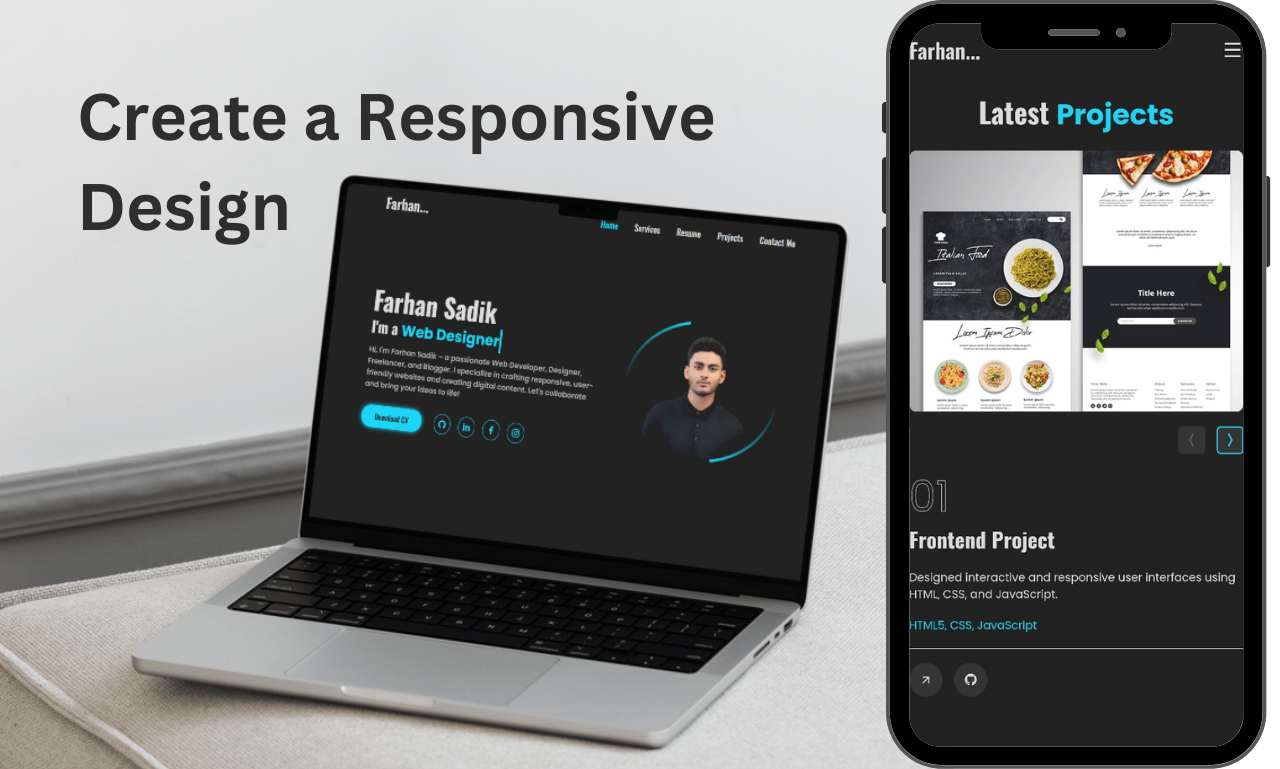 Create a Responsive
Design
Farhan...
Home Services Resume Projects Contact Me
Farhan Sadik
I'm a Web Designer
Hi, I'm Farhan Sadik – a passionate Web Developer, Designer,
Freelancer, and Blogger. I specialize in crafting responsive, user-
friendly websites and creating digital content. Let's collaborate
and bring your ideas to life!
Download CV
Farhan...
Latest Projects
Italian Food
Lorem Ipsum Dolor
Title Here
01
Frontend Project
Designed interactive and responsive user interfaces using
HTML, CSS, and JavaScript.
HTML5, CSS, JavaScript